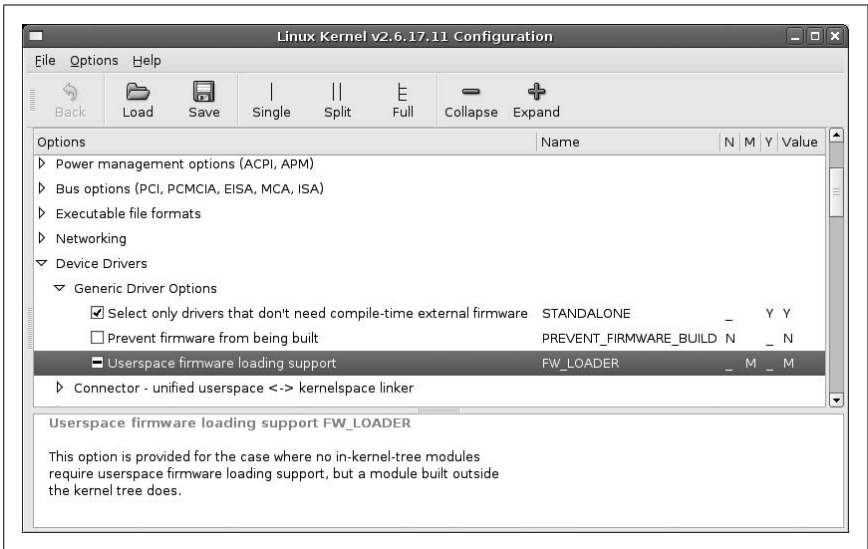 Linux Kernel v2.6.17.11 Configuration
File Options Help
Back Load Save Single Split Full Collapse Expand
Options Name N M Y Value
Power management options (ACPI, APM)
Bus options (PCI, PCMCIA, EISA, MCA, ISA)
Executable file formats
Networking
Device Drivers
Generic Driver Options
Select only drivers that don't need compile-time external firmware STANDALONE _ Y Y
Prevent firmware from being built PREVENT_FIRMWARE_BUILD N _ N
Userspace firmware loading support FW_LOADER _ M _ M
Connector - unified userspace <-> kernelspace linker
Userspace firmware loading support FW_LOADER
This option is provided for the case where no in-kernel-tree modules
require userspace firmware loading support, but a module built outside
the kernel tree does.